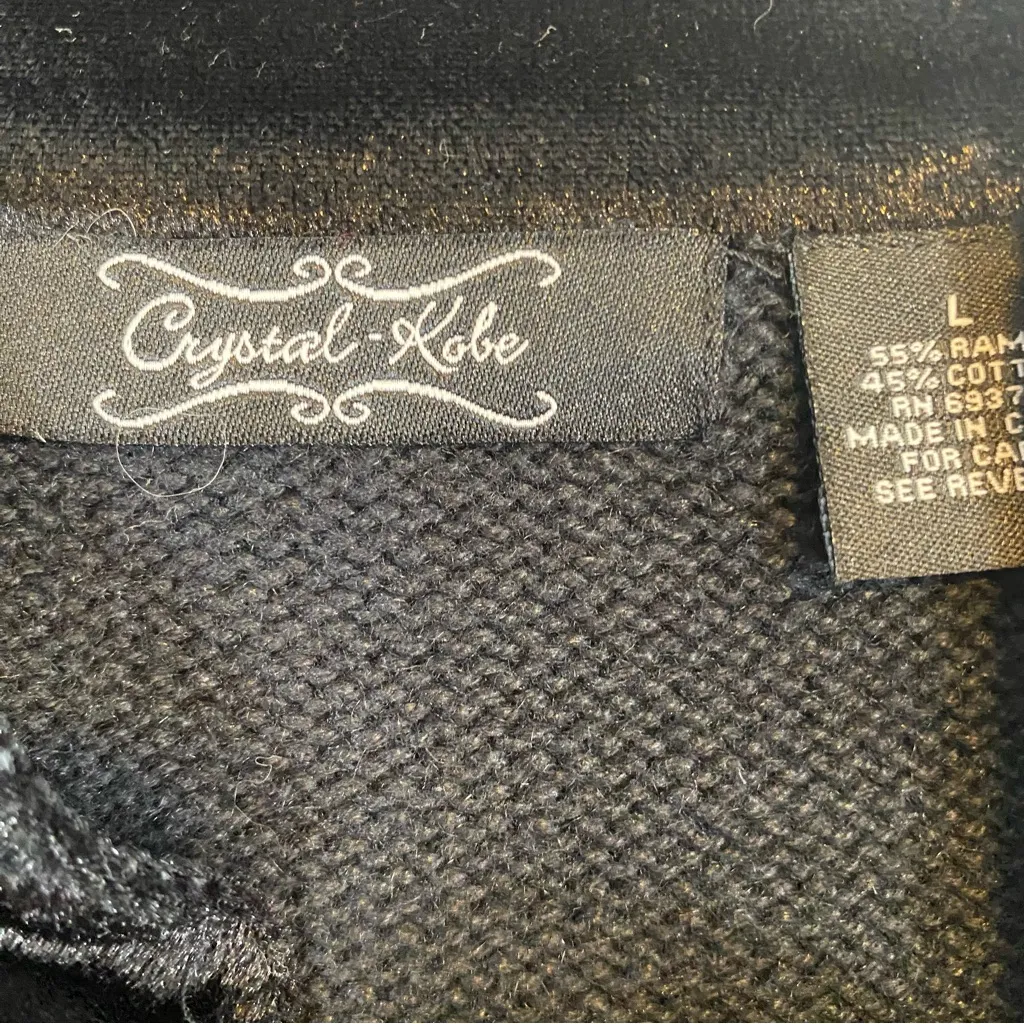 Crystal-Kobe
L
55% RAM
45% COTT
RN 6937
MADE IN C
FOR CAR
SEE REVE